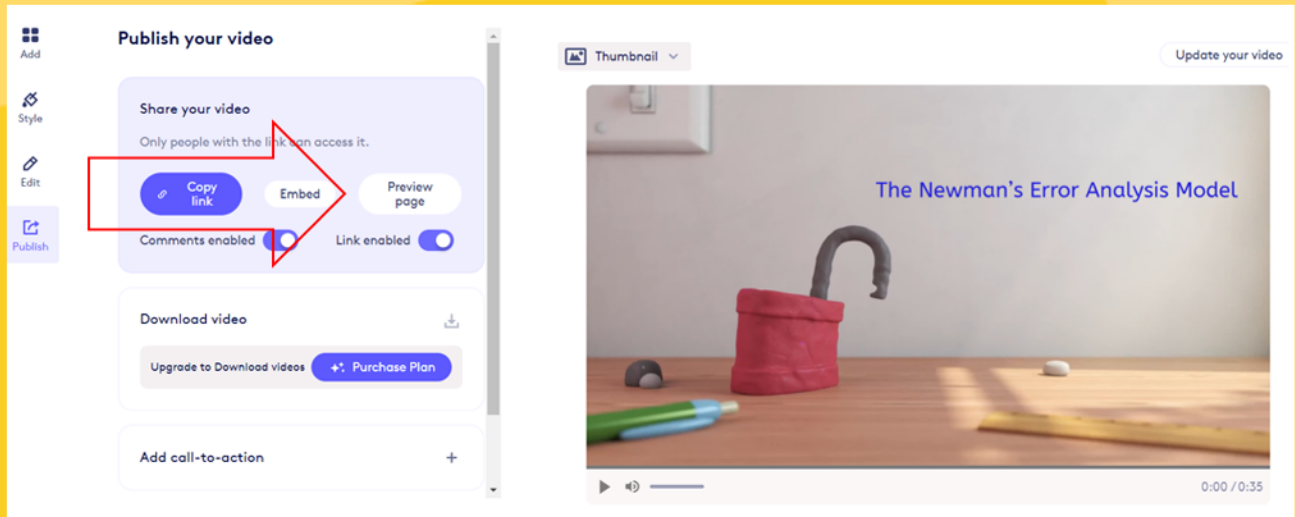 Add
Style
Edit
Publish
Publish your video
Share your video
Only people with the link can access it.
Copy
link
Embed
Preview
page
Comments enabled
Link enabled
Download video
Upgrade to Download videos
Purchase Plan
Add call-to-action
Thumbnail
Update your video
The Newman's Error Analysis Model
0:00 / 0:35